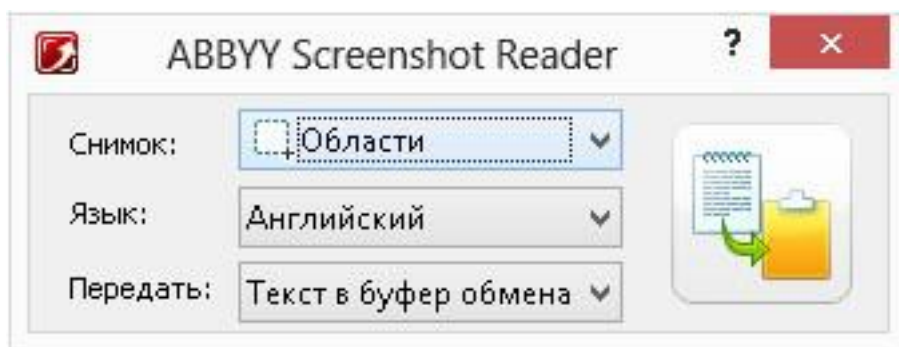 ABBYY Screenshot Reader ? ×
Снимок: Области
Язык: Английский
Передать: Текст в буфер обмена